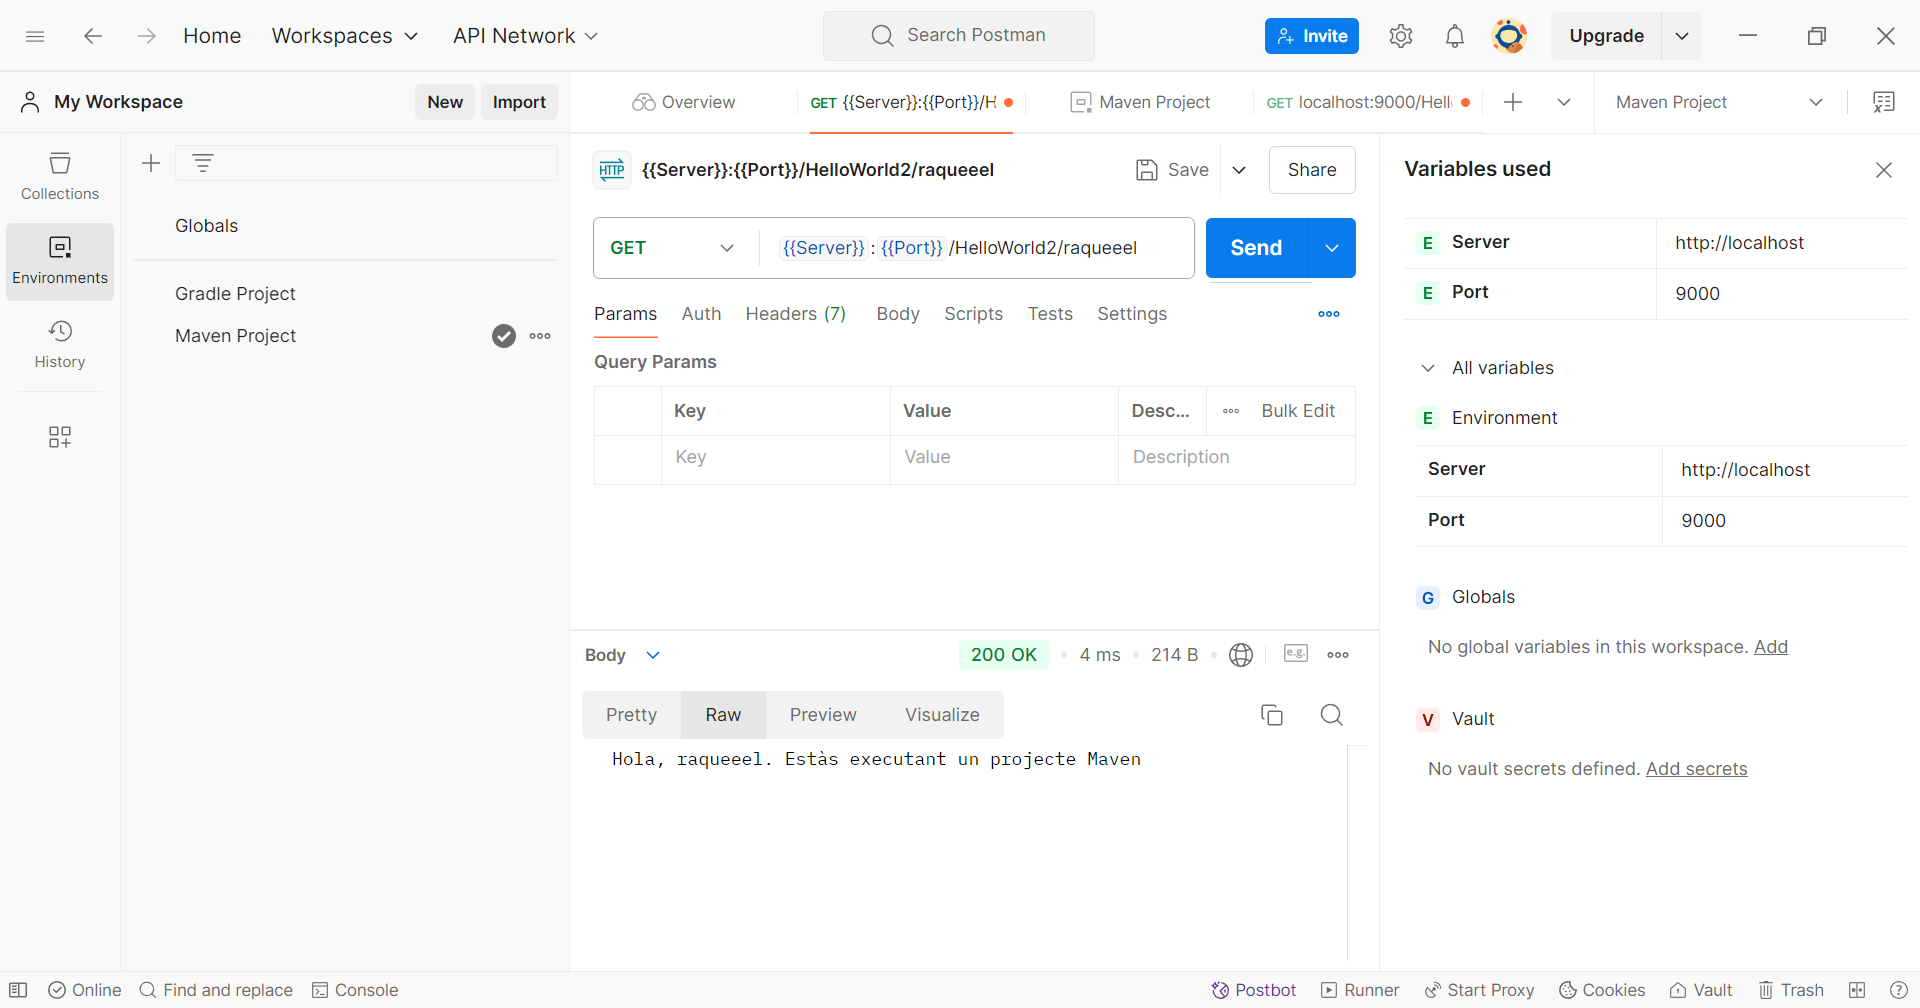 Home Workspaces API Network Search Postman Invite Upgrade
My Workspace New Import
Overview GET {{Server}}:{{Port}}/H Maven Project GET localhost:9000/Hell Maven Project
Collections
Environments
History
Globals
Gradle Project
Maven Project
HTTP {{Server}}:{{Port}}/HelloWorld2/raqueeel Save Share
GET {{Server}}:{{Port}}/HelloWorld2/raqueeel Send
Params Auth Headers (7) Body Scripts Tests Settings
Query Params
Key Value Desc... Bulk Edit
Key Value Description
Body 200 OK 4 ms 214 B e.g.
Pretty Raw Preview Visualize
Hola, raqueeel. Estàs executant un projecte Maven
Variables used
E Server http://localhost
E Port 9000
All variables
E Environment
Server http://localhost
Port 9000
G Globals
No global variables in this workspace. Add
V Vault
No vault secrets defined. Add secrets
Online Find and replace Console Postbot Runner Start Proxy Cookies Vault Trash